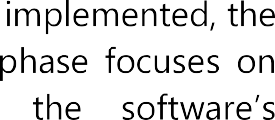 implemented, the
phase focuses on
the software’s